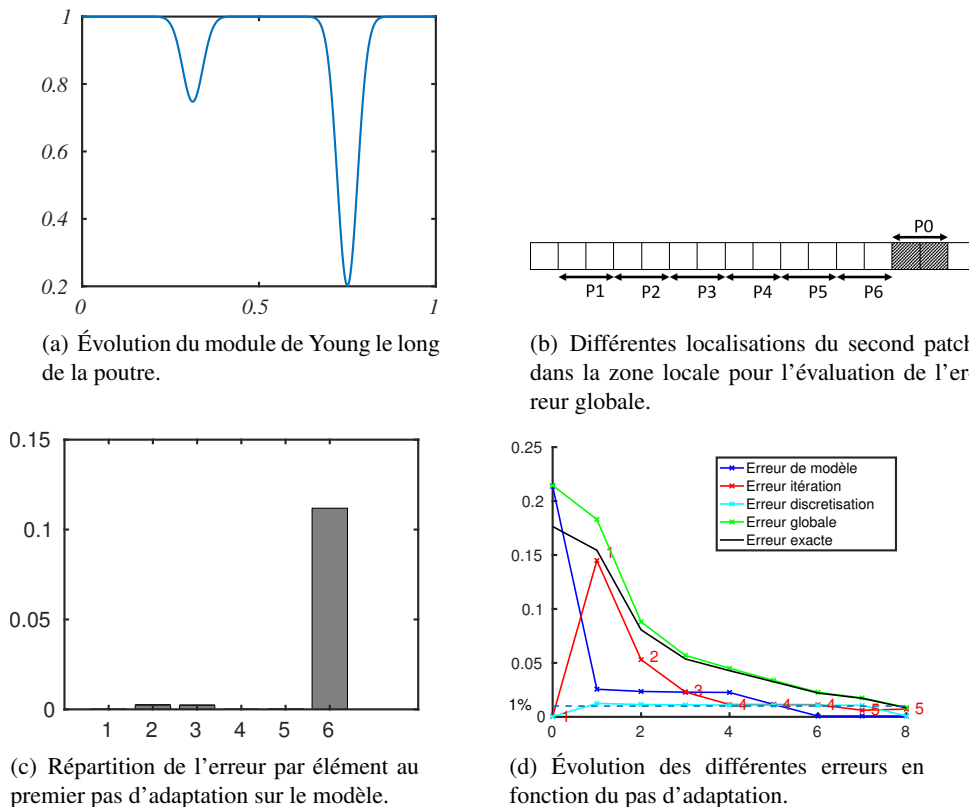 1
0.8
0.6
0.4
0.2
0
0.5
1
(a) Évolution du module de Young le long
de la poutre.
P0
P1
P2
P3
P4
P5
P6
(b) Différentes localisations du second patch
dans la zone locale pour l'évaluation de l'er-
reur globale.
0.15
0.1
0.05
0
1
2
3
4
5
6
(c) Répartition de l'erreur par élément au
premier pas d'adaptation sur le modèle.
0.25
0.2
0.15
0.1
0.05
1%
0
0
2
4
6
8
Erreur de modèle
Erreur itération
Erreur discretisation
Erreur globale
Erreur exacte
1
1
2
3
4
4
4
5
5
(d) Évolution des différentes erreurs en
fonction du pas d'adaptation.